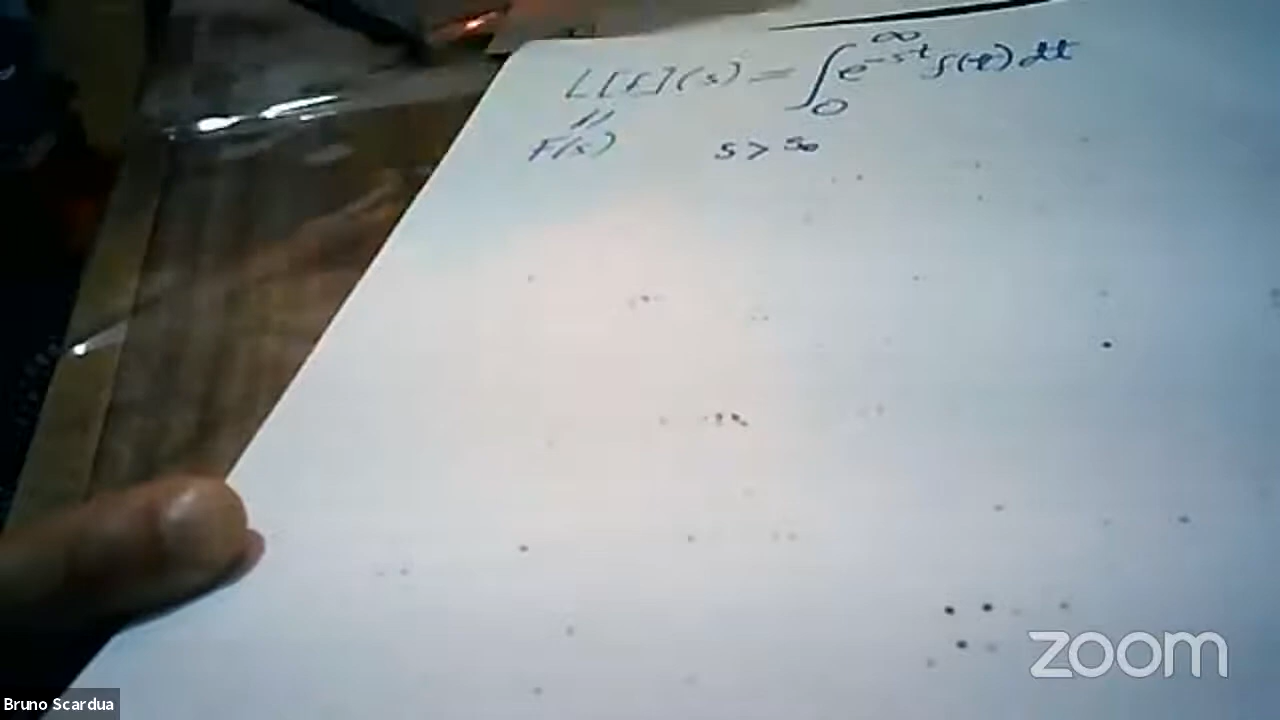 L[f](s) = ∫₀^∞ e^{-st} f(t) dt
||
F(s) s > s₀
zoom
Bruno Scardua